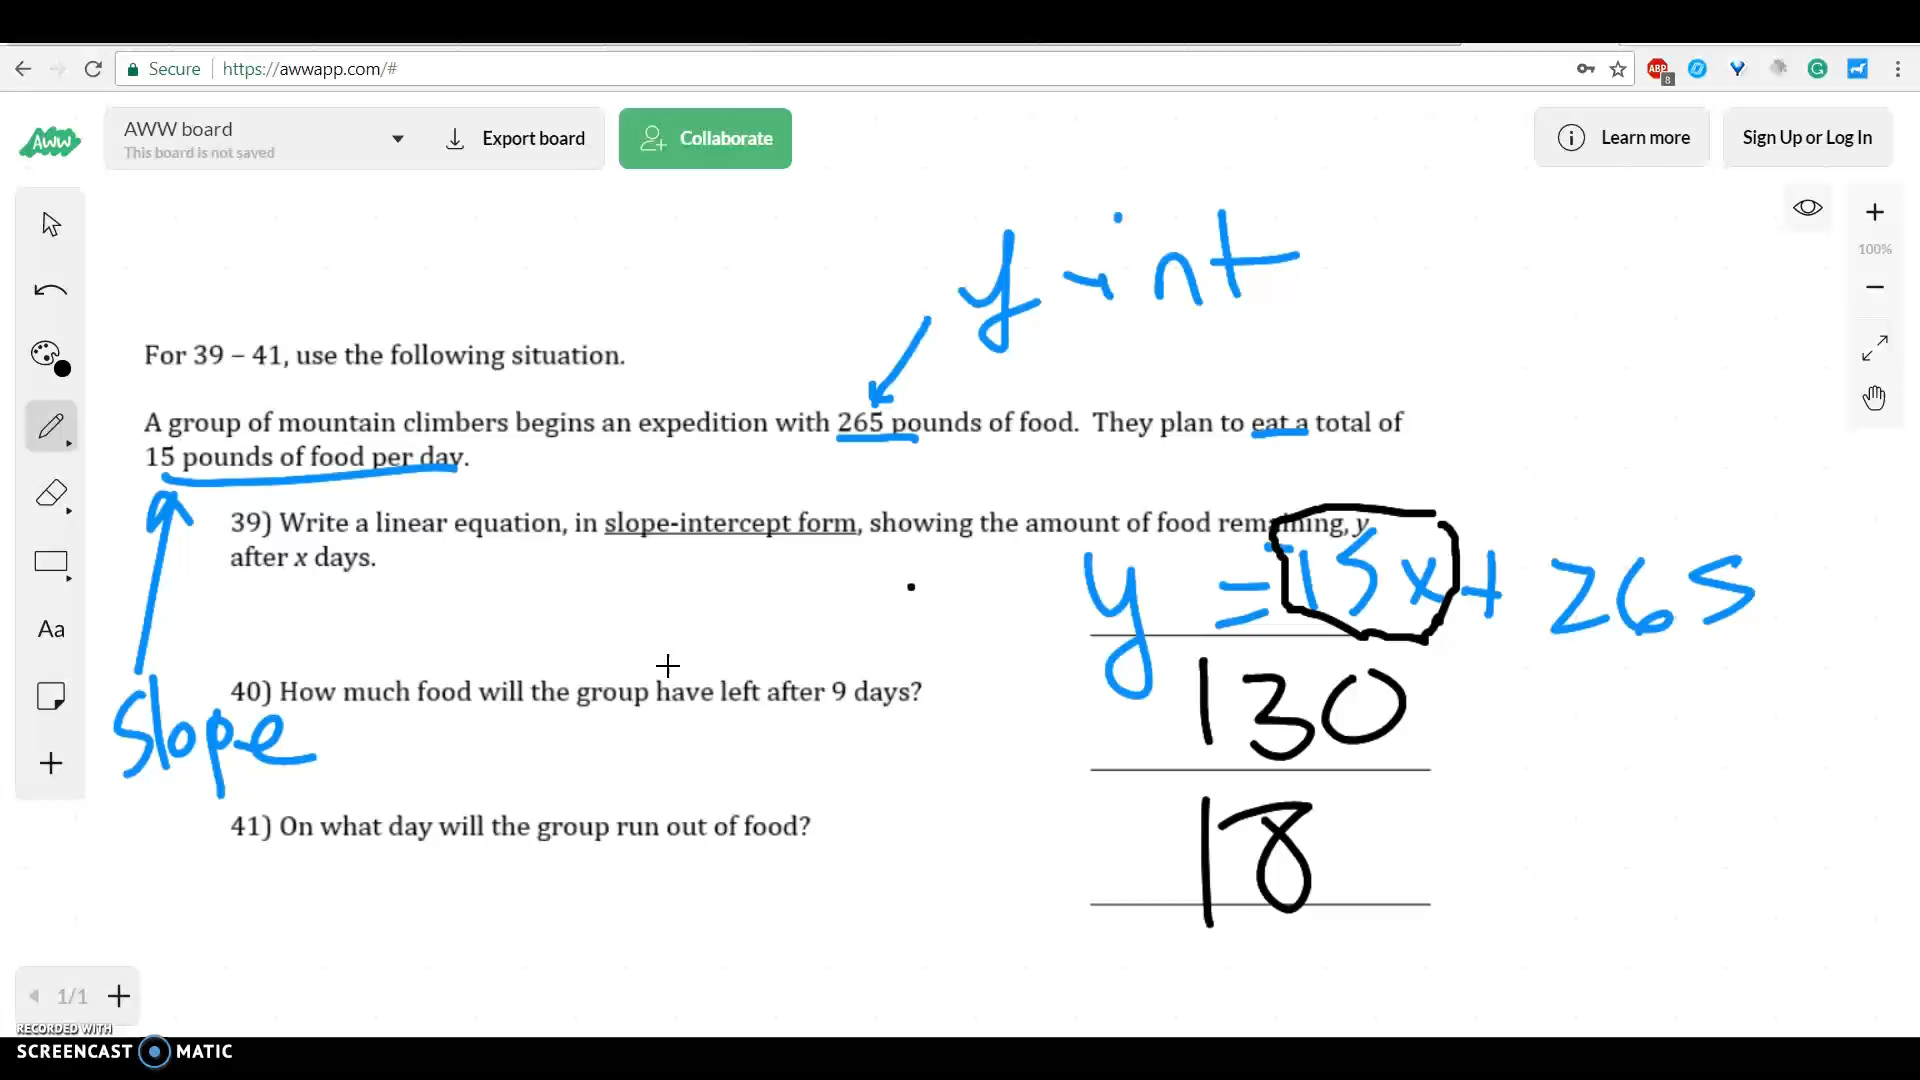 Secure https://awwapp.com/#
ABP
8
AWW
AWW board
This board is not saved
Export board
Collaborate
Learn more
Sign Up or Log In
100%
y-int
For 39 – 41, use the following situation.
A group of mountain climbers begins an expedition with 265 pounds of food. They plan to eat a total of
15 pounds of food per day.
39) Write a linear equation, in slope-intercept form, showing the amount of food remaining, y
after x days.
y = -15x + 265
40) How much food will the group have left after 9 days?
130
slope
41) On what day will the group run out of food?
18
Aa
1/1
RECORDED WITH
SCREENCAST MATIC